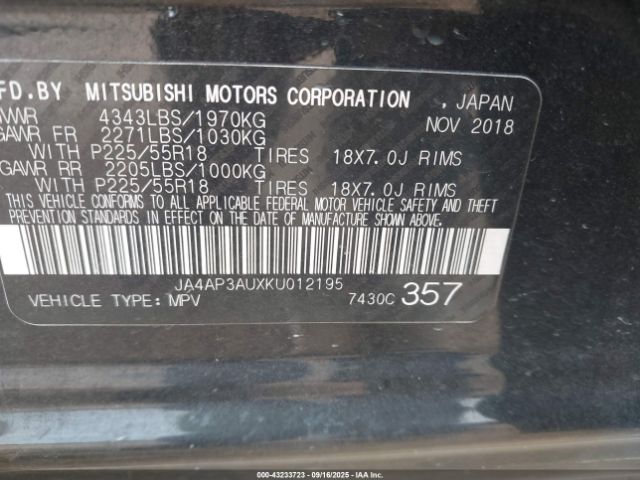 FD.BY MITSUBISHI MOTORS CORPORATION , JAPAN
VWR 4343LBS/1970KG NOV 2018
GAWR FR 2271LBS/1030KG
WITH P225/55R18 TIRES 18X7.0J RIMS
GAWR RR 2205LBS/1000KG
WITH P225/55R18 TIRES 18X7.0J RIMS
THIS VEHICLE CONFORMS TO ALL APPLICABLE FEDERAL MOTOR VEHICLE SAFETY AND THEFT
PREVENTION STANDARDS IN EFFECT ON THE DATE OF MANUFACTURE SHOWN ABOVE.
JA4AP3AUXKU012195
VEHICLE TYPE:MPV 7430C 357
000-43233723 - 09/16/2025 - IAA Inc.